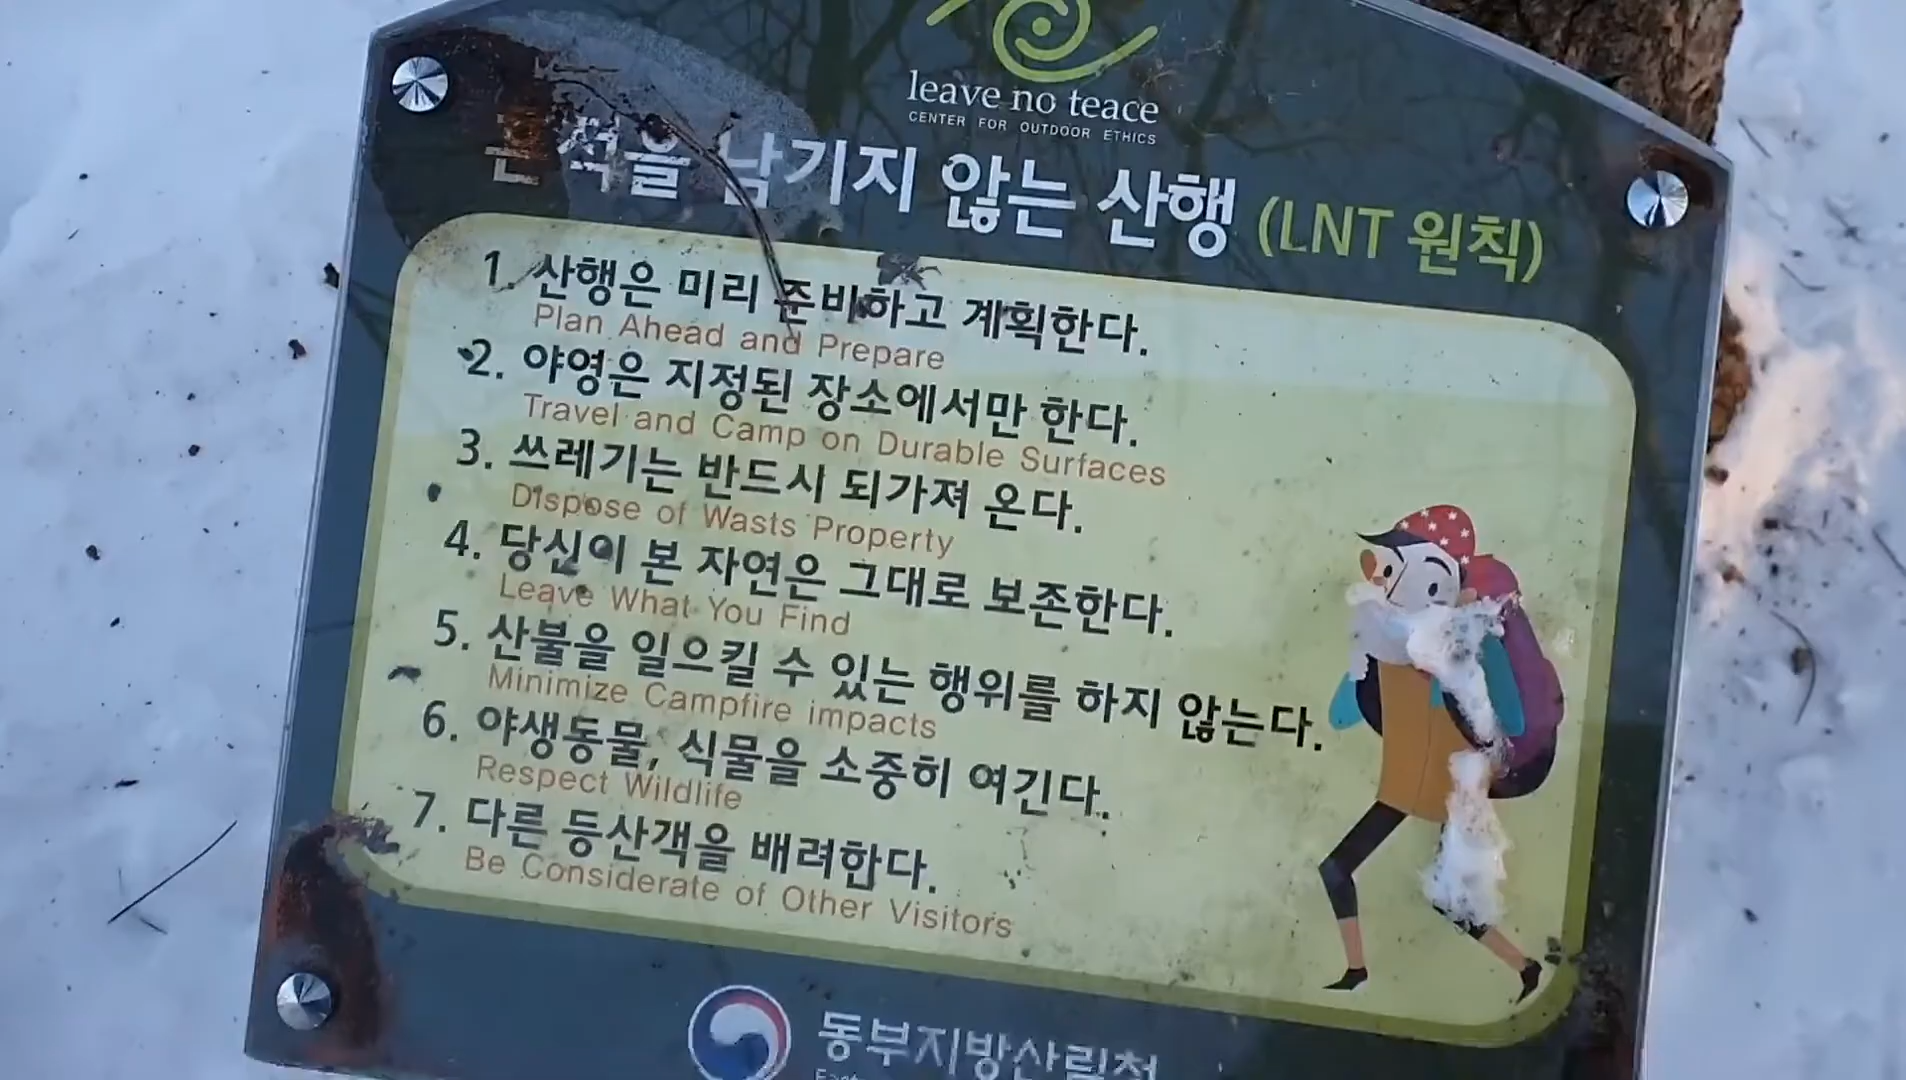 leave no teace
CENTER FOR OUTDOOR ETHICS
흔적을 남기지 않는 산행 (LNT 원칙)
1. 산행은 미리 준비하고 계획한다.
Plan Ahead and Prepare
2. 야영은 지정된 장소에서만 한다.
Travel and Camp on Durable Surfaces
3. 쓰레기는 반드시 되가져 온다.
Dispose of Wasts Property
4. 당신이 본 자연은 그대로 보존한다.
Leave What You Find
5. 산불을 일으킬 수 있는 행위를 하지 않는다.
Minimize Campfire impacts
6. 야생동물, 식물을 소중히 여긴다.
Respect Wildlife
7. 다른 등산객을 배려한다.
Be Considerate of Other Visitors
동부지방산림청